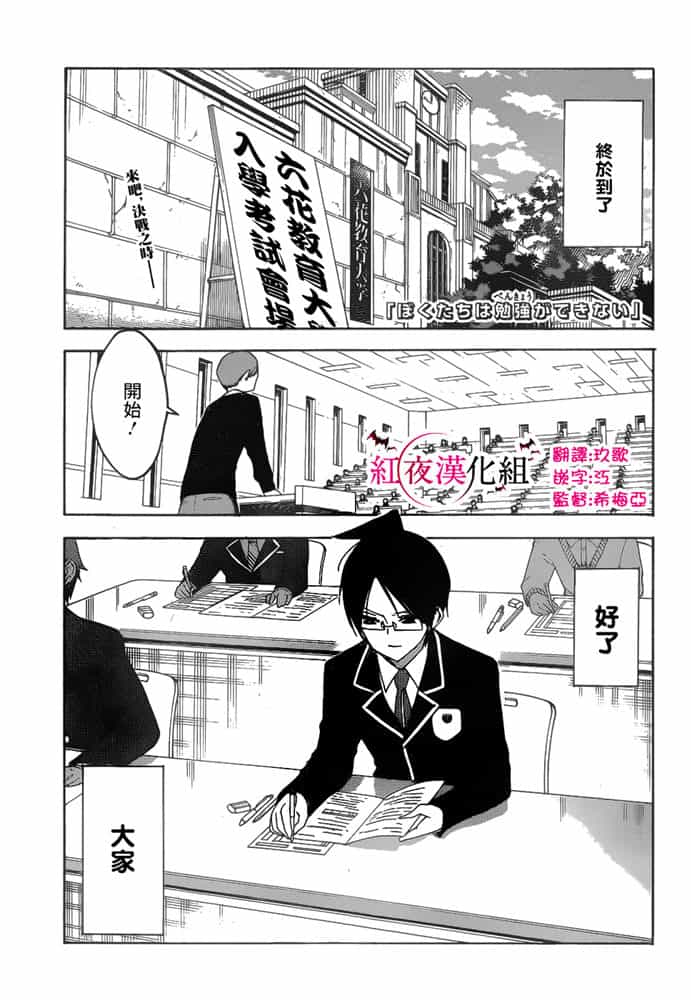 終於到了
六花教育大學
入學考試會場
六花教育大学
來吧,決戰之時——
べんきょう
「ぼくたちは勉強ができない」
開始!
紅夜漢化組
翻譯:玖歌
嵌字:江
監督:希梅亞
好了
大家